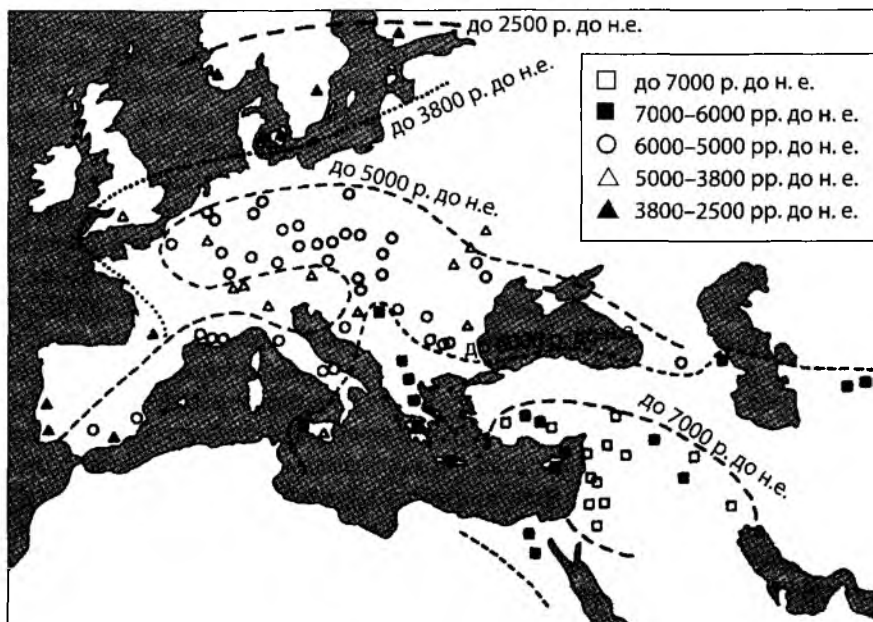 до 2500 р. до н.е.
до 3800 р. до н.е.
до 5000 р. до н.е.
до 7000 р. до н.е.
до 7000 р. до н. е.
7000–6000 рр. до н. е.
6000–5000 рр. до н. е.
5000–3800 рр. до н. е.
3800–2500 рр. до н. е.